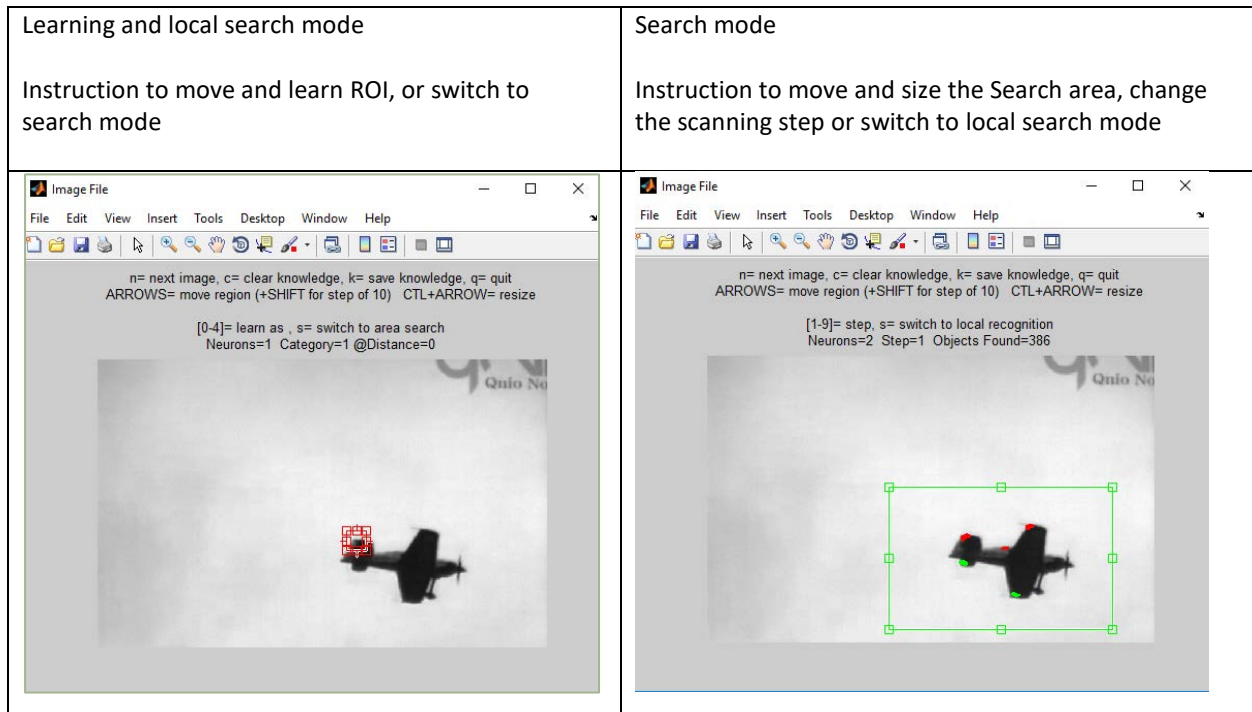 Learning and local search mode
Instruction to move and learn ROI, or switch to
search mode
Search mode
Instruction to move and size the Search area, change
the scanning step or switch to local search mode
Image File
File Edit View Insert Tools Desktop Window Help
n= next image, c= clear knowledge, k= save knowledge, q= quit
ARROWS= move region (+SHIFT for step of 10) CTL+ARROW= resize
[0-4]= learn as , s= switch to area search
Neurons=1 Category=1 @Distance=0
Qnio No
Image File
File Edit View Insert Tools Desktop Window Help
n= next image, c= clear knowledge, k= save knowledge, q= quit
ARROWS= move region (+SHIFT for step of 10) CTL+ARROW= resize
[1-9]= step, s= switch to local recognition
Neurons=2 Step=1 Objects Found=386
Qnio No